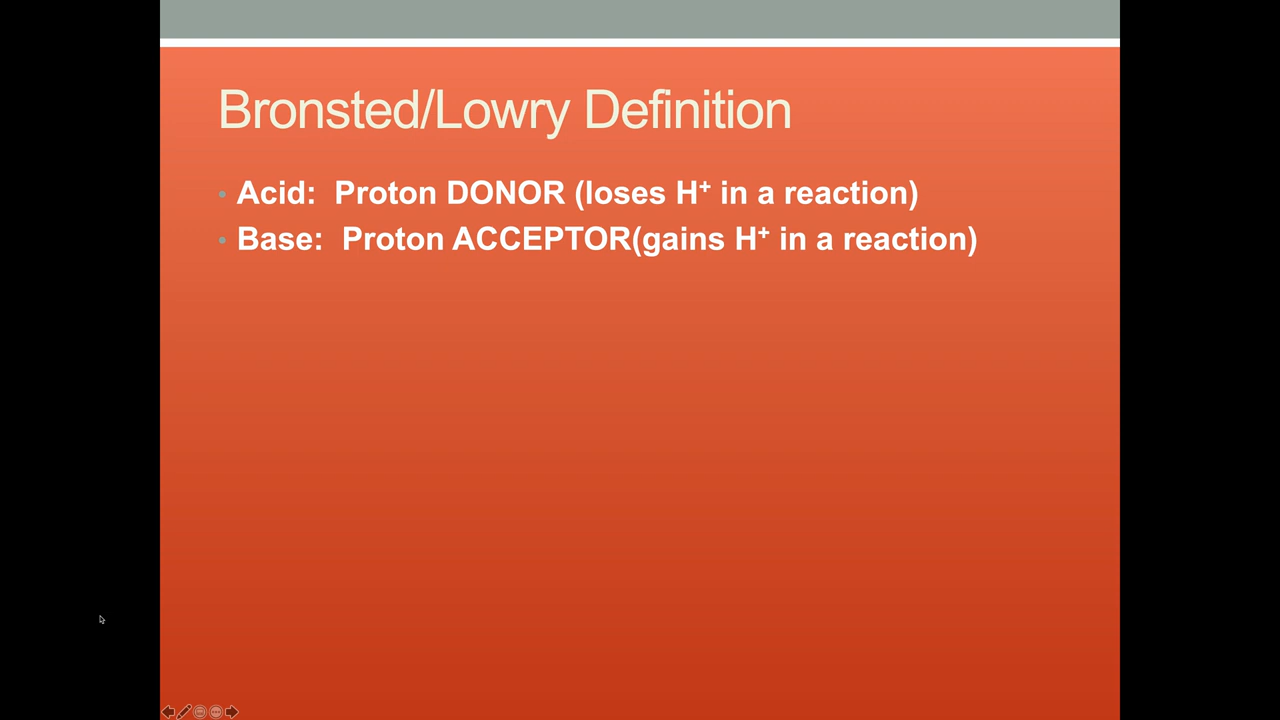 Bronsted/Lowry Definition
• Acid:  Proton DONOR (loses H⁺ in a reaction)
• Base:  Proton ACCEPTOR(gains H⁺ in a reaction)